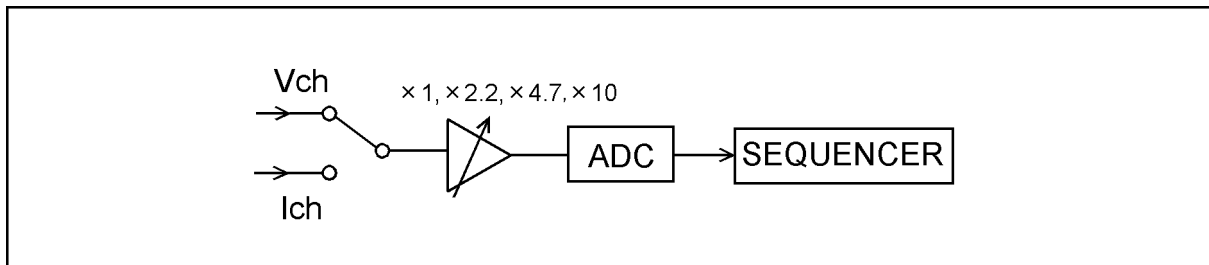 Vch
× 1, × 2.2, × 4.7, × 10
ADC
SEQUENCER
Ich